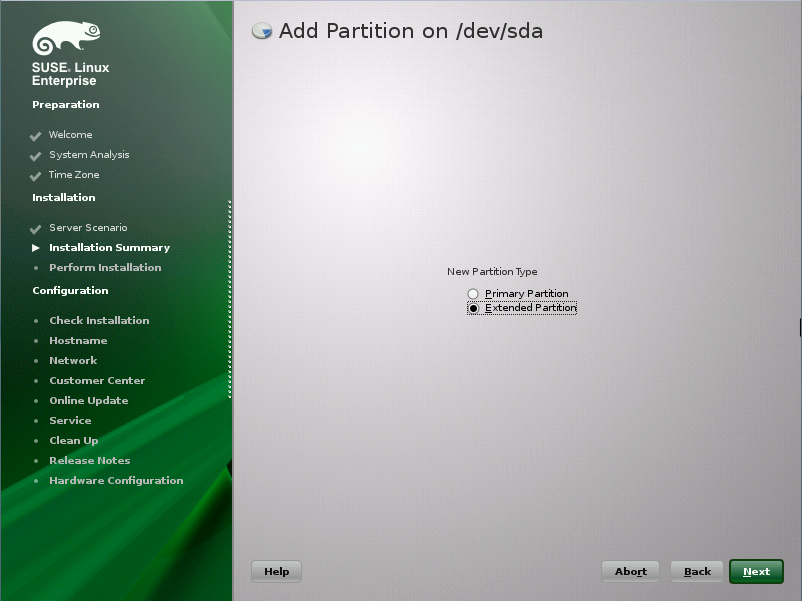 SUSE. Linux
Enterprise
Preparation
Welcome
System Analysis
Time Zone
Installation
Server Scenario
Installation Summary
Perform Installation
Configuration
Check Installation
Hostname
Network
Customer Center
Online Update
Service
Clean Up
Release Notes
Hardware Configuration
Add Partition on /dev/sda
New Partition Type
Primary Partition
Extended Partition
Help
Abort
Back
Next